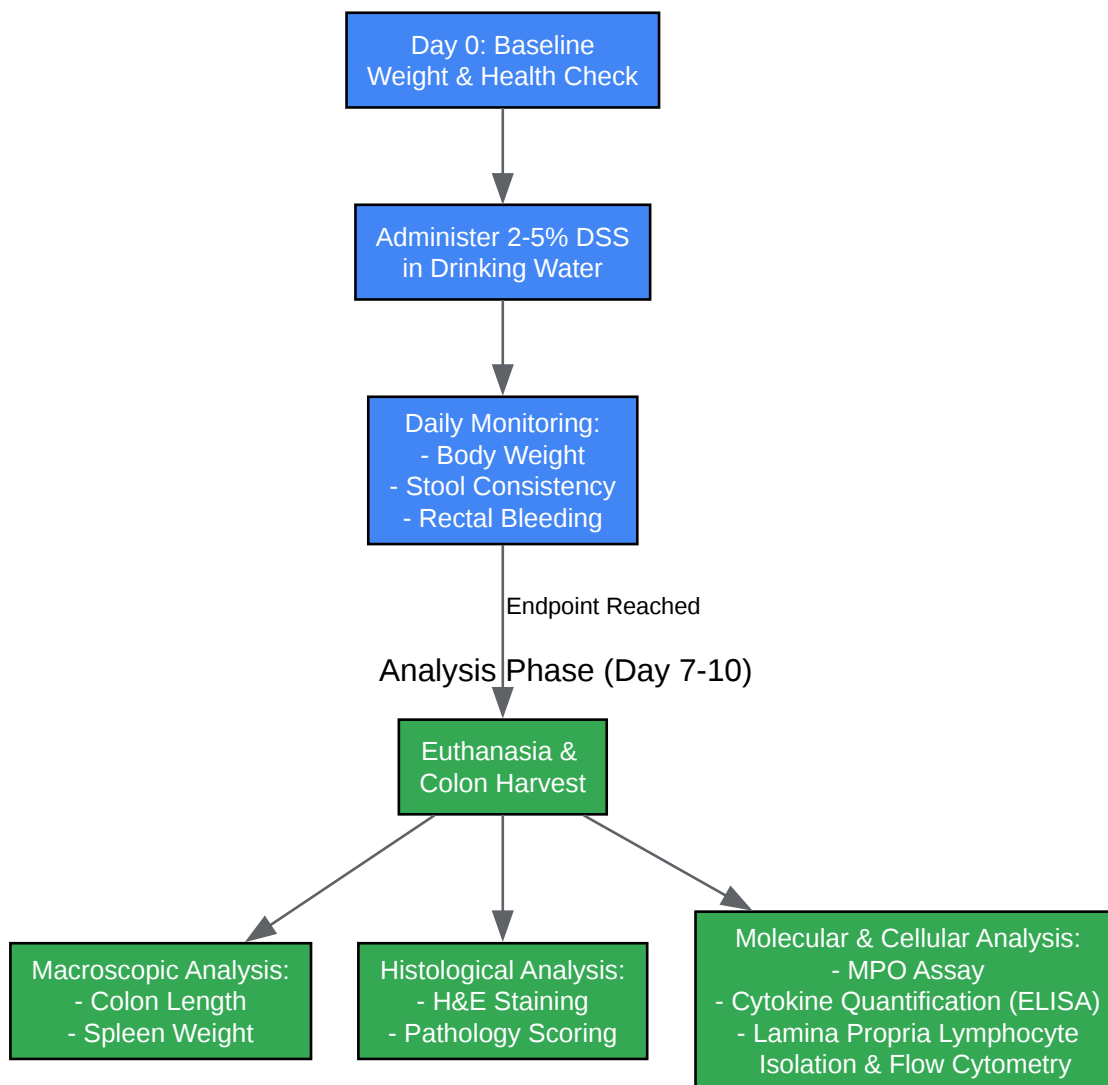 Day 0: Baseline
Weight & Health Check
Administer 2-5% DSS
in Drinking Water
Daily Monitoring:
- Body Weight
- Stool Consistency
- Rectal Bleeding
Endpoint Reached
Analysis Phase (Day 7-10)
Euthanasia &
Colon Harvest
Macroscopic Analysis:
- Colon Length
- Spleen Weight
Histological Analysis:
- H&E Staining
- Pathology Scoring
Molecular & Cellular Analysis:
- MPO Assay
- Cytokine Quantification (ELISA)
- Lamina Propria Lymphocyte
Isolation & Flow Cytometry